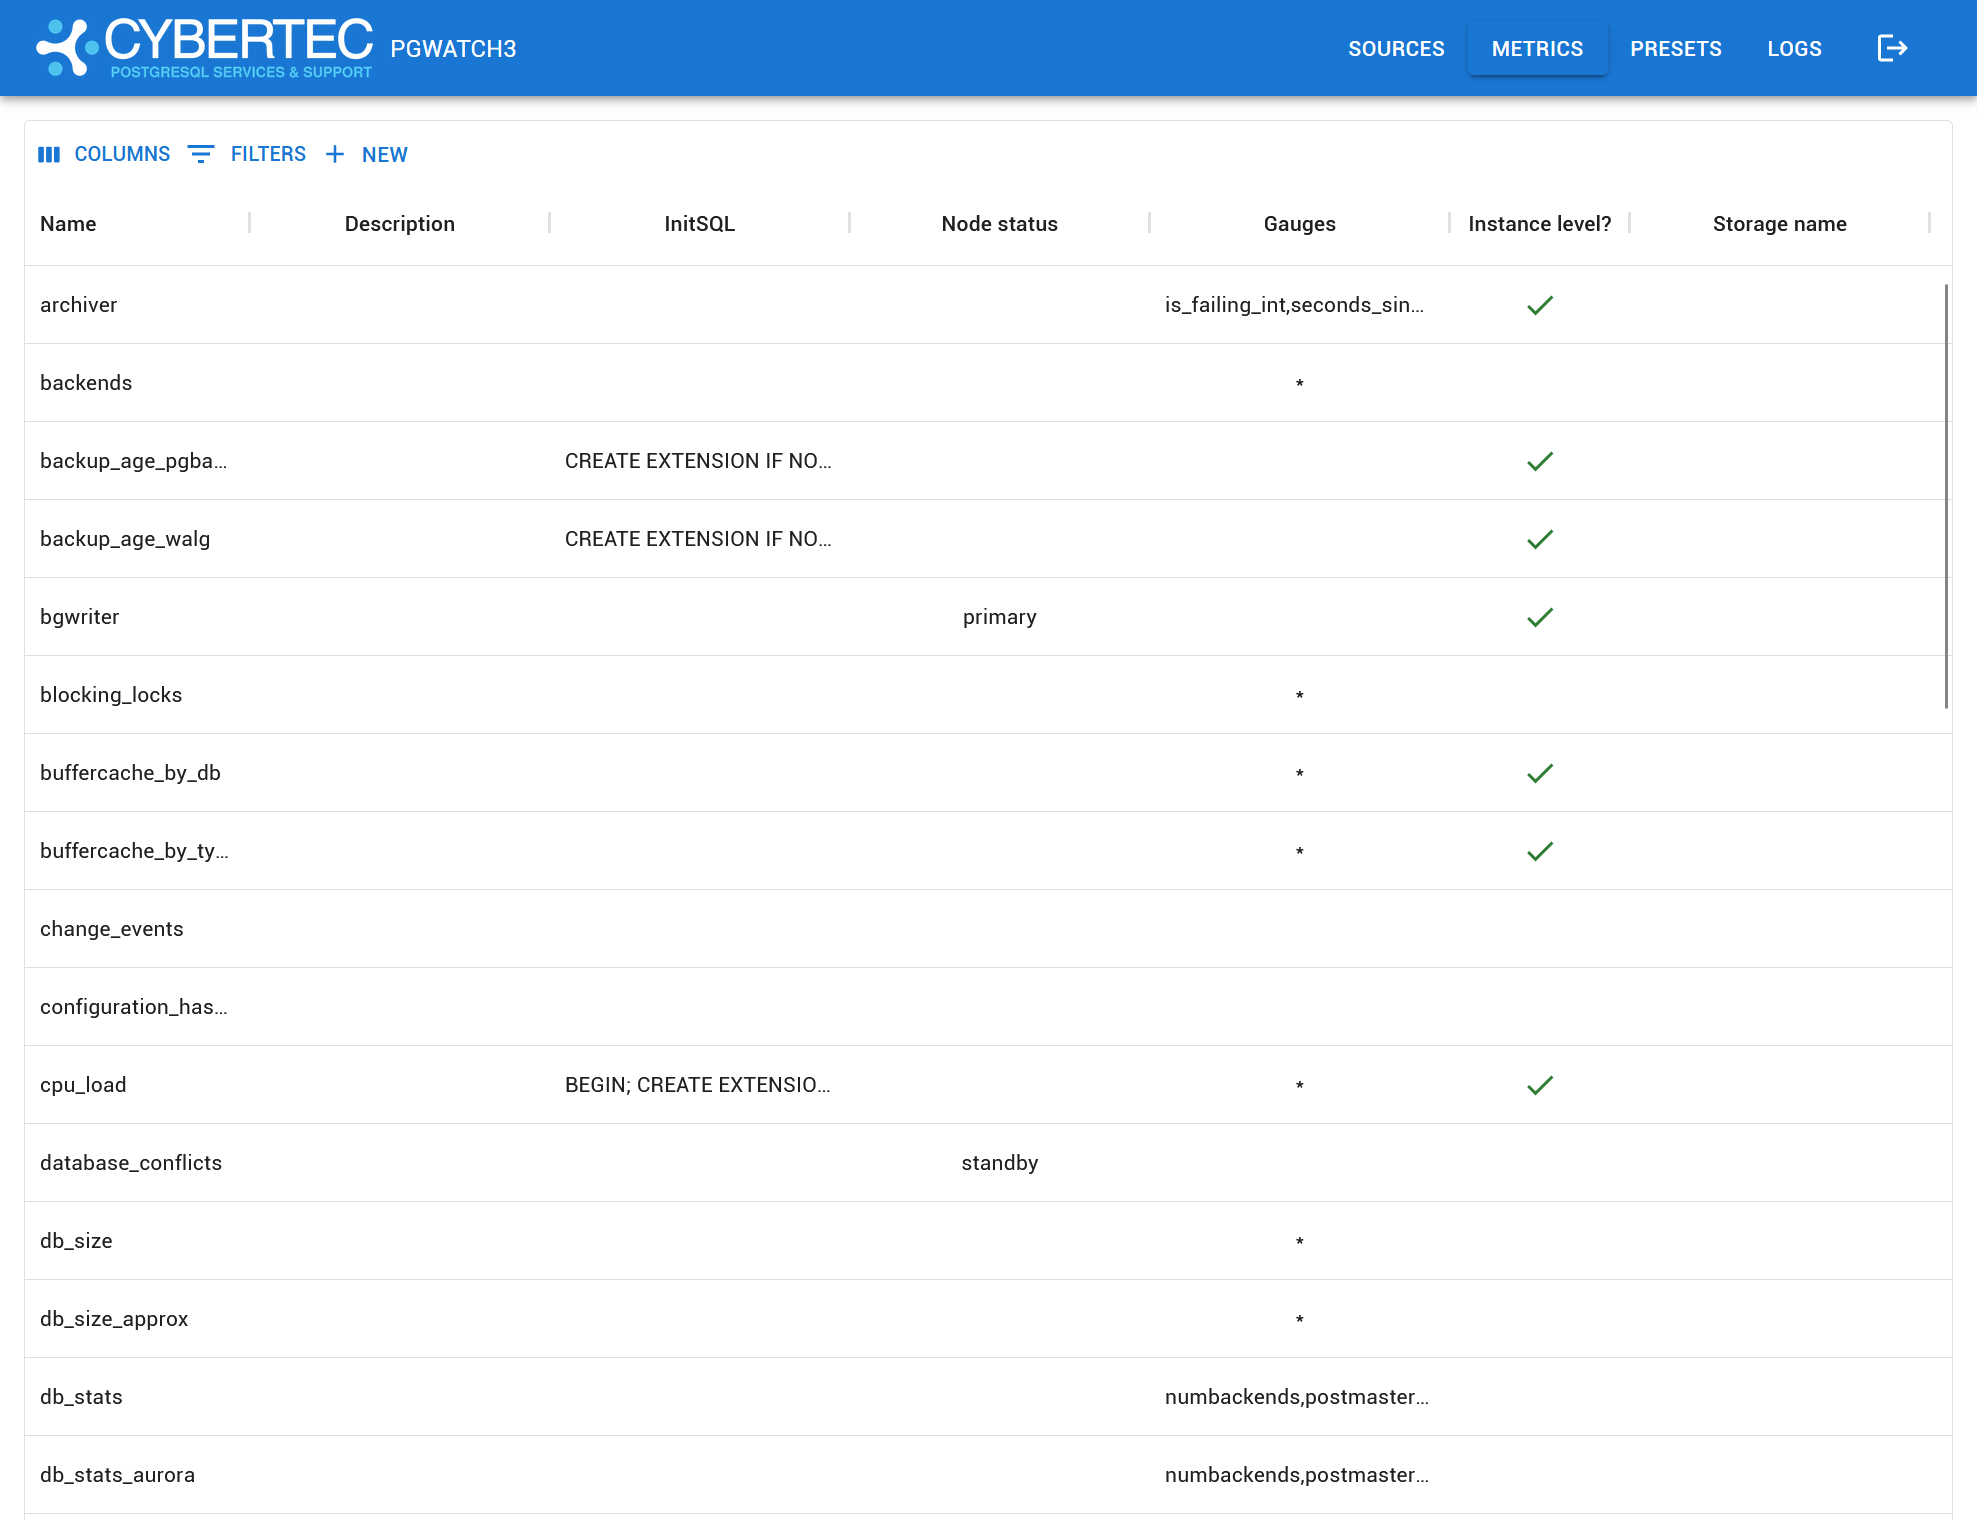 CYBERTEC
POSTGRESQL SERVICES & SUPPORT
PGWATCH3
SOURCES METRICS PRESETS LOGS
COLUMNS FILTERS NEW
Name Description InitSQL Node status Gauges Instance level? Storage name
archiver is_failing_int,seconds_sin...
backends *
backup_age_pgba... CREATE EXTENSION IF NO...
backup_age_walg CREATE EXTENSION IF NO...
bgwriter primary
blocking_locks *
buffercache_by_db *
buffercache_by_ty... *
change_events
configuration_has...
cpu_load BEGIN; CREATE EXTENSIO... *
database_conflicts standby
db_size *
db_size_approx *
db_stats numbackends,postmaster...
db_stats_aurora numbackends,postmaster...